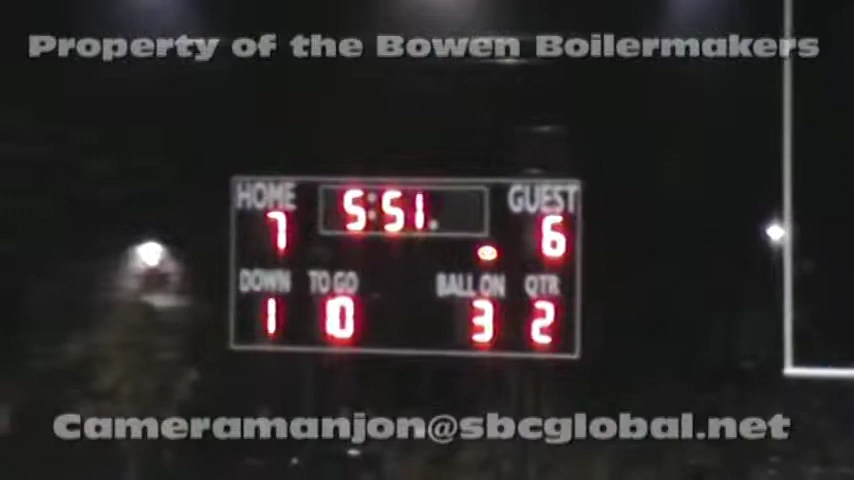 Property of the Bowen Boilermakers
HOME 5:51. GUEST
7 6
DOWN TO GO BALL ON QTR
1 10 3 2
Cameramanjon@sbcglobal.net